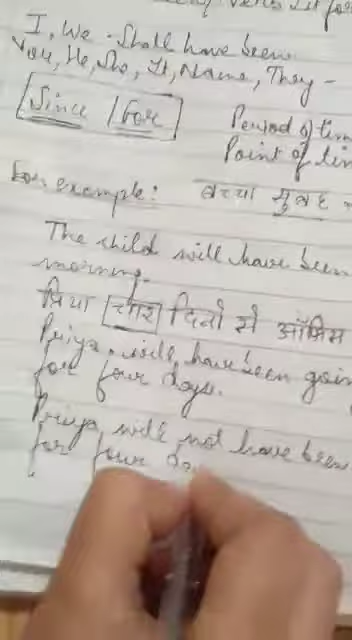 I, We - Shall have been
You, He, She, It, Name, They -
Since / For
Period of tim
Point of tim
For example:
बच्चा सुबह
The child will have been
morning.
प्रिया चार दिनों से ऑफिस
Priya will have been goin
for four days.
Priya will not have been
for four da